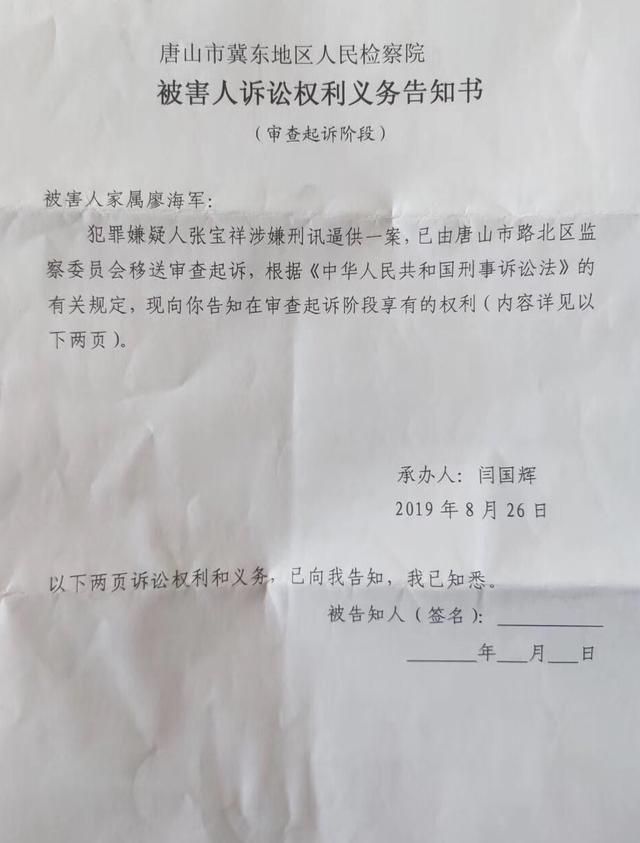 唐山市冀东地区人民检察院
被害人诉讼权利义务告知书
（审查起诉阶段）
被害人家属廖海军：
犯罪嫌疑人张宝祥涉嫌刑讯逼供一案，已由唐山市路北区监
察委员会移送审查起诉，根据《中华人民共和国刑事诉讼法》的
有关规定，现向你告知在审查起诉阶段享有的权利（内容详见以
下两页）。
承办人：闫国辉
2019年8月26日
以下两页诉讼权利和义务，已向我告知，我已知悉。
被告知人（签名）：________
______年___月___日